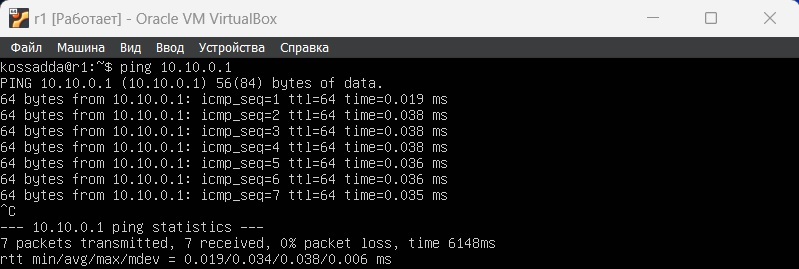 r1 [Работает] - Oracle VM VirtualBox
Файл Машина Вид Ввод Устройства Справка
kossadda@r1:~$ ping 10.10.0.1
PING 10.10.0.1 (10.10.0.1) 56(84) bytes of data.
64 bytes from 10.10.0.1: icmp_seq=1 ttl=64 time=0.019 ms
64 bytes from 10.10.0.1: icmp_seq=2 ttl=64 time=0.038 ms
64 bytes from 10.10.0.1: icmp_seq=3 ttl=64 time=0.038 ms
64 bytes from 10.10.0.1: icmp_seq=4 ttl=64 time=0.038 ms
64 bytes from 10.10.0.1: icmp_seq=5 ttl=64 time=0.036 ms
64 bytes from 10.10.0.1: icmp_seq=6 ttl=64 time=0.036 ms
64 bytes from 10.10.0.1: icmp_seq=7 ttl=64 time=0.035 ms
^C
--- 10.10.0.1 ping statistics ---
7 packets transmitted, 7 received, 0% packet loss, time 6148ms
rtt min/avg/max/mdev = 0.019/0.034/0.038/0.006 ms